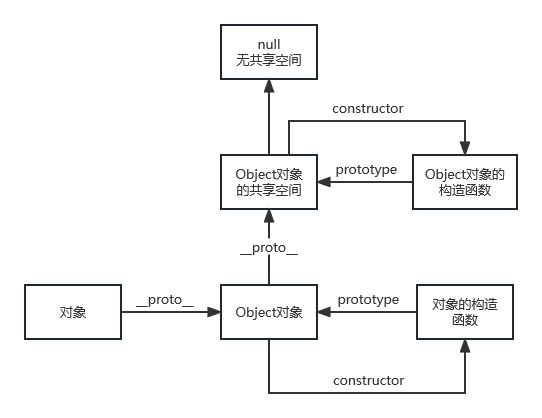 null
无共享空间
constructor
Object对象
的共享空间
prototype
Object对象的
构造函数
__proto__
对象
__proto__
Object对象
prototype
对象的构造
函数
constructor